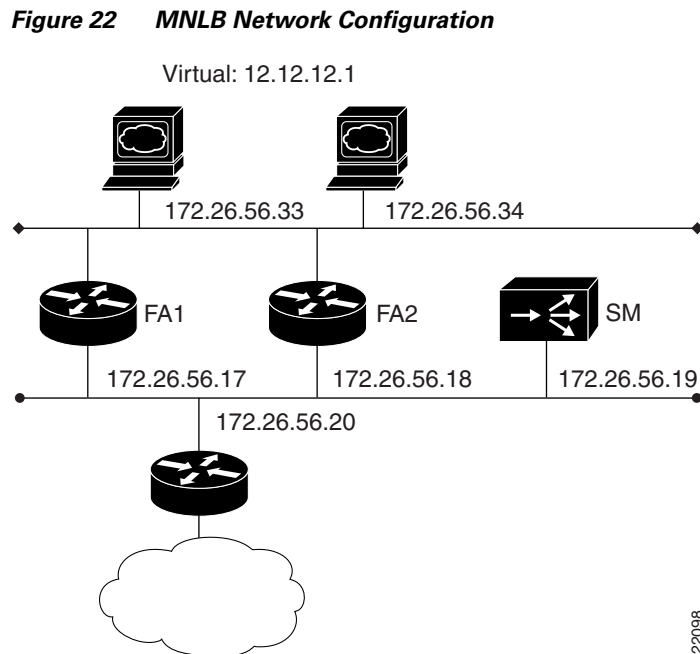 Figure 22 MNLB Network Configuration
Virtual: 12.12.12.1
172.26.56.33 172.26.56.34
FA1 FA2 SM
172.26.56.17 172.26.56.18 172.26.56.19
172.26.56.20
22098